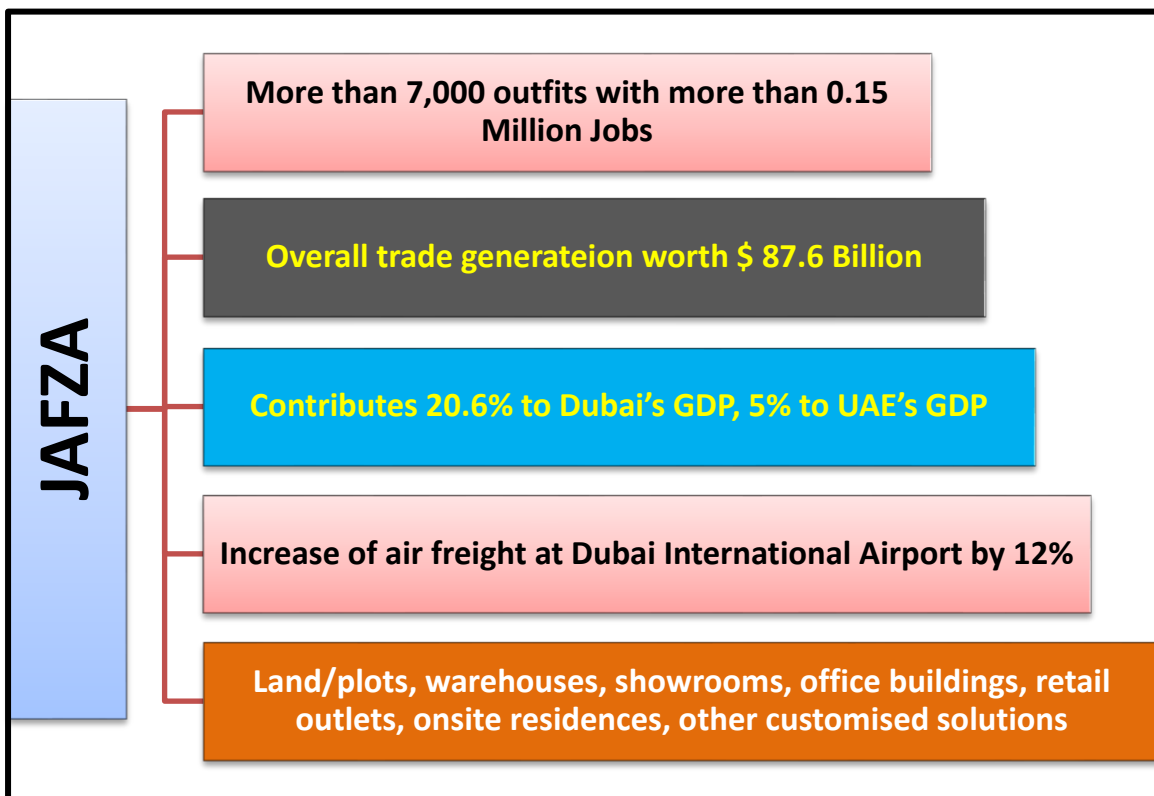 JAFZA
More than 7,000 outfits with more than 0.15
Million Jobs
Overall trade generateion worth $ 87.6 Billion
Contributes 20.6% to Dubai’s GDP, 5% to UAE’s GDP
Increase of air freight at Dubai International Airport by 12%
Land/plots, warehouses, showrooms, office buildings, retail
outlets, onsite residences, other customised solutions